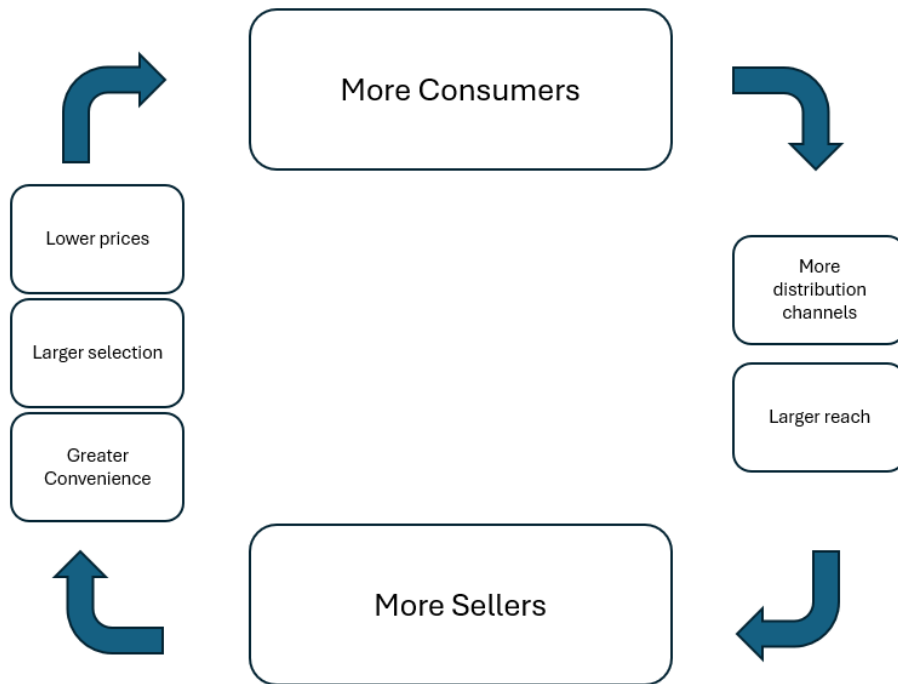 More Consumers
Lower prices
Larger selection
Greater
Convenience
More
distribution
channels
Larger reach
More Sellers